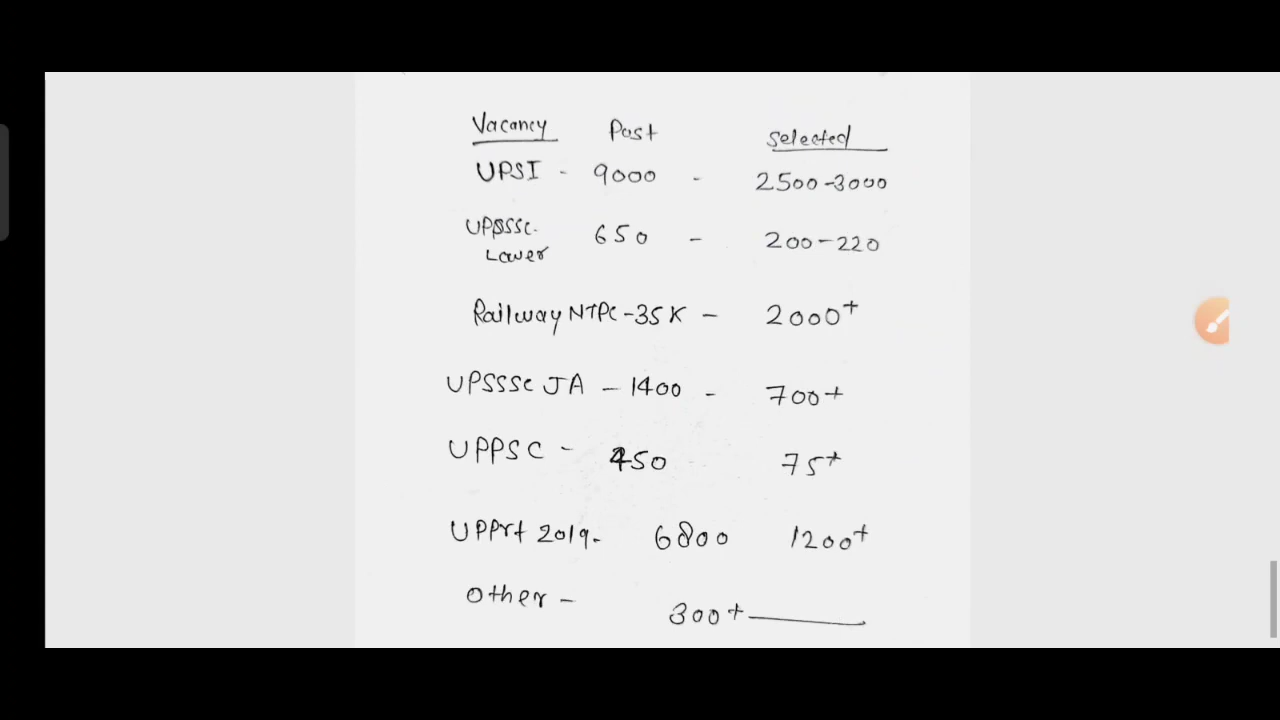 Vacancy Post Selected
UPSI - 9000 - 2500-3000
UPSSSC- 650 - 200-220
Lower
Railway NTPC-35K - 2000+
UPSSSC JA - 1400 - 700+
UPPSC - 450 75+
UPPrt 2019- 6800 1200+
Other - 300+